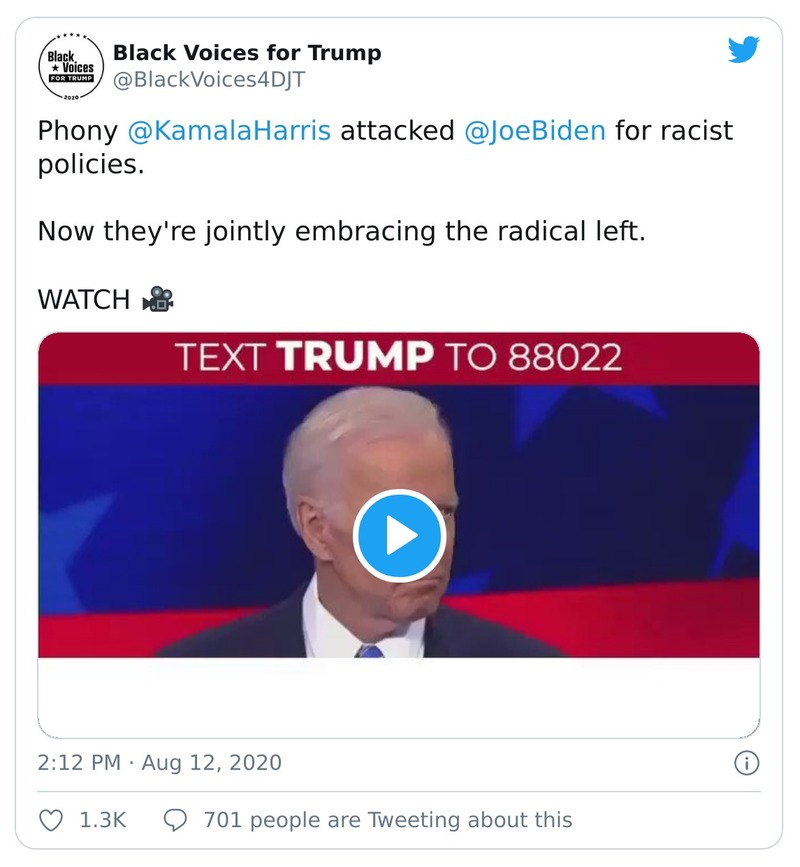 Black
Voices
FOR TRUMP
2020
Black Voices for Trump
@BlackVoices4DJT
Phony @KamalaHarris attacked @JoeBiden for racist
policies.
Now they're jointly embracing the radical left.
WATCH 🎥
TEXT TRUMP TO 88022
2:12 PM · Aug 12, 2020
1.3K
701 people are Tweeting about this